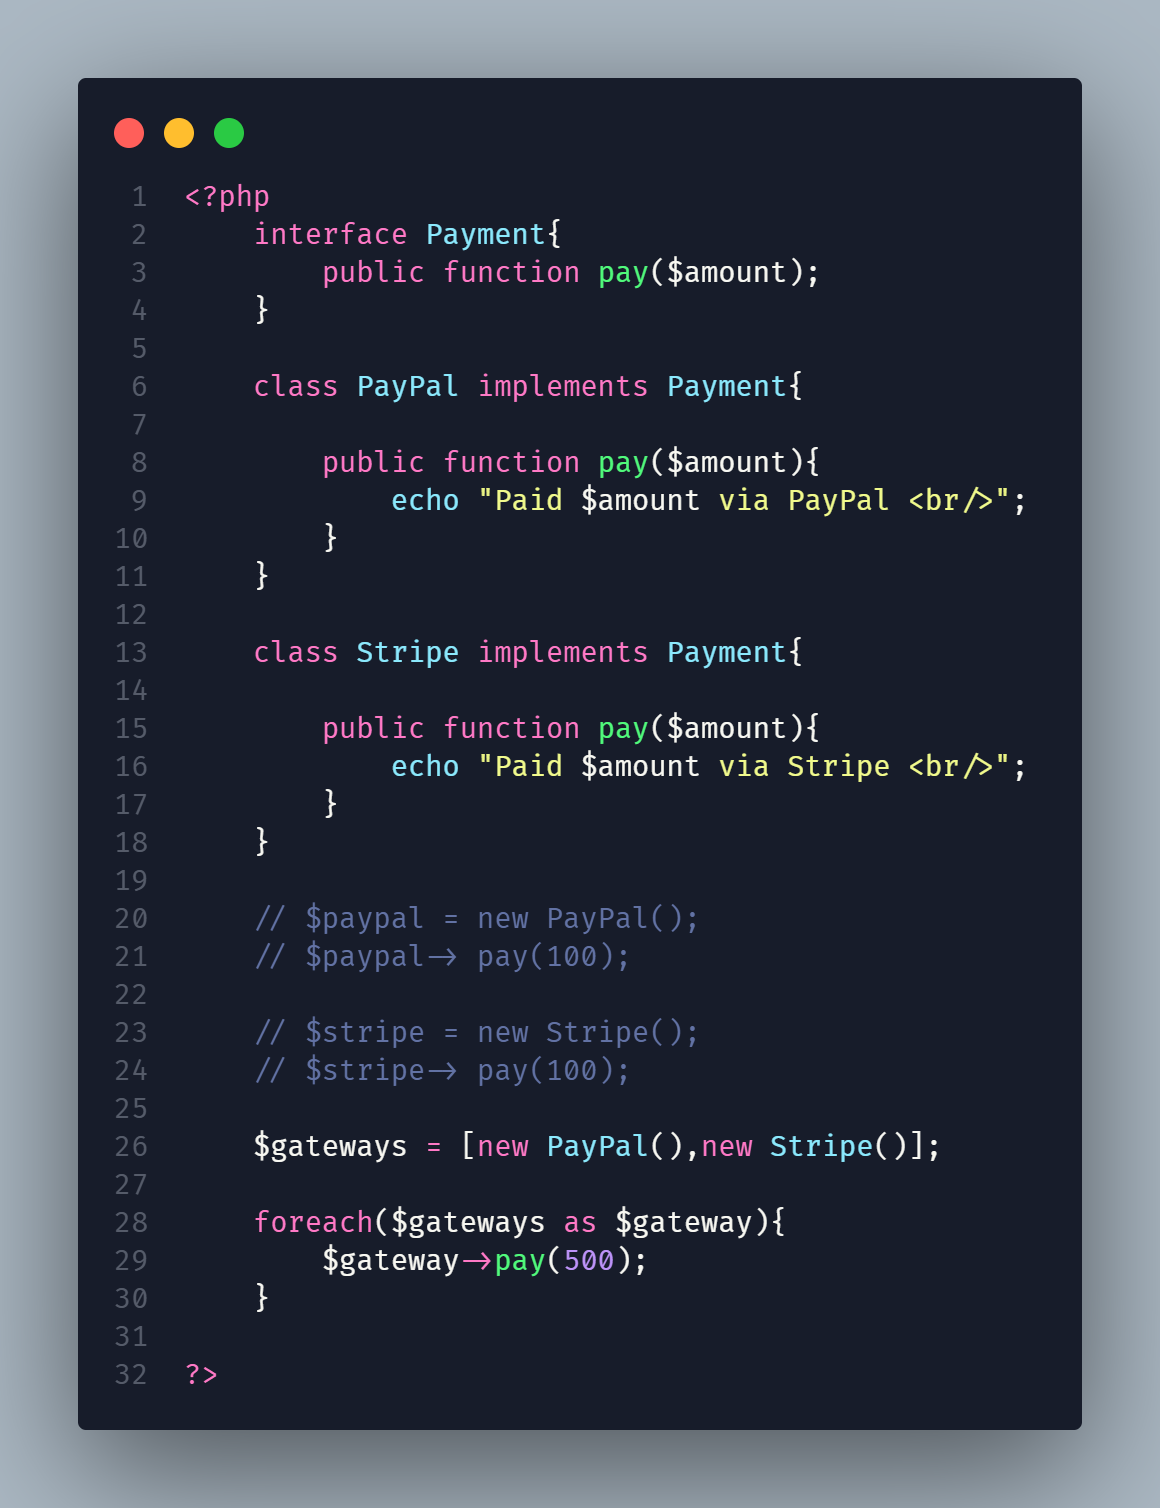 1 <?php
2     interface Payment{
3         public function pay($amount);
4     }
5
6     class PayPal implements Payment{
7
8         public function pay($amount){
9             echo "Paid $amount via PayPal <br/>";
10         }
11     }
12
13     class Stripe implements Payment{
14
15         public function pay($amount){
16             echo "Paid $amount via Stripe <br/>";
17         }
18     }
19
20     // $paypal = new PayPal();
21     // $paypal-> pay(100);
22
23     // $stripe = new Stripe();
24     // $stripe-> pay(100);
25
26     $gateways = [new PayPal(),new Stripe()];
27
28     foreach($gateways as $gateway){
29         $gateway->pay(500);
30     }
31
32 ?>